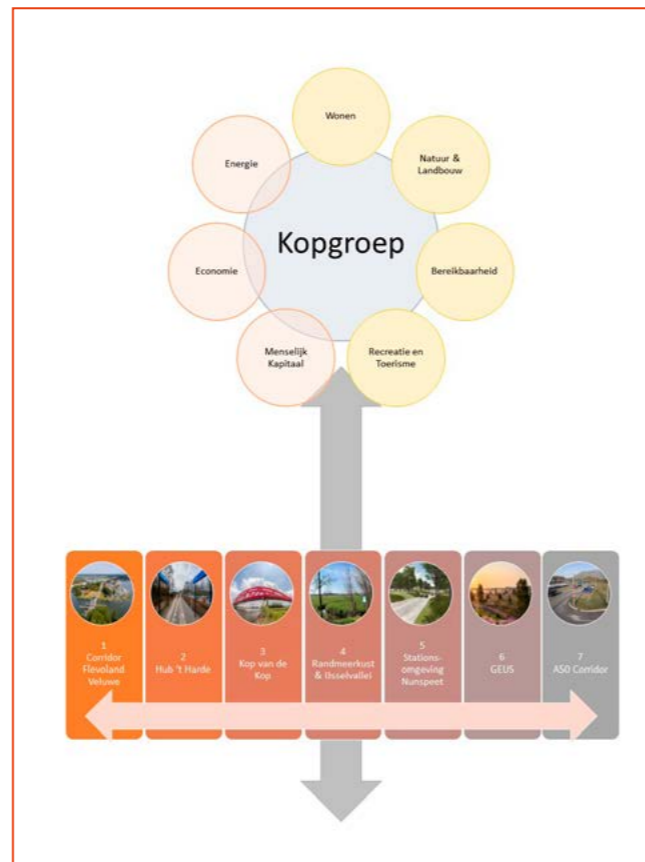 Wonen
Energie
Natuur &
Landbouw
Kopgroep
Economie
Bereikbaarheid
Menselijk
Kapitaal
Recreatie en
Toerisme
1
Corridor
Flevoland
Veluwe
2
Hub 't Harde
3
Kop van de
Kop
4
Randmeerkust
& IJsselvallei
5
Stations-
omgeving
Nunspeet
6
GEUS
7
A50 Corridor